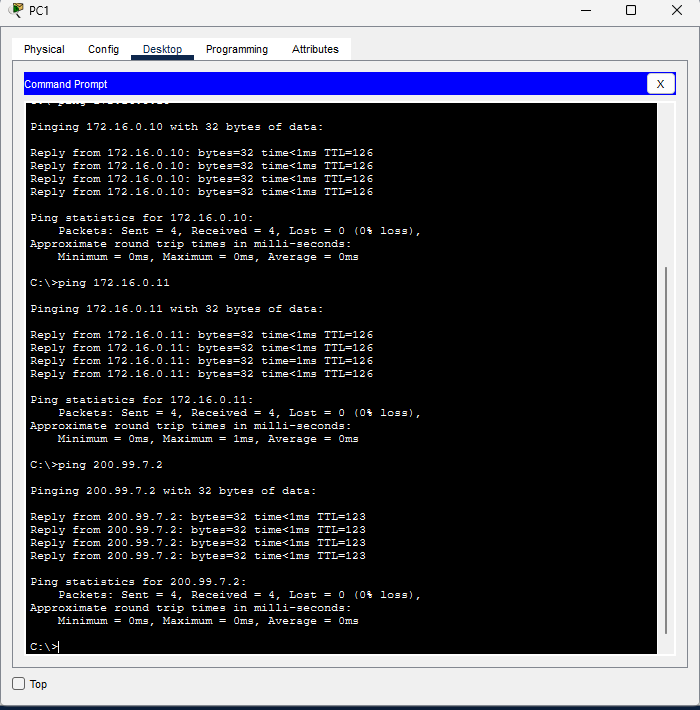 PC1
Physical Config Desktop Programming Attributes
Command Prompt
X
Pinging 172.16.0.10 with 32 bytes of data:
Reply from 172.16.0.10: bytes=32 time<1ms TTL=126
Reply from 172.16.0.10: bytes=32 time<1ms TTL=126
Reply from 172.16.0.10: bytes=32 time<1ms TTL=126
Reply from 172.16.0.10: bytes=32 time<1ms TTL=126
Ping statistics for 172.16.0.10:
Packets: Sent = 4, Received = 4, Lost = 0 (0% loss),
Approximate round trip times in milli-seconds:
Minimum = 0ms, Maximum = 0ms, Average = 0ms
C:\>ping 172.16.0.11
Pinging 172.16.0.11 with 32 bytes of data:
Reply from 172.16.0.11: bytes=32 time<1ms TTL=126
Reply from 172.16.0.11: bytes=32 time<1ms TTL=126
Reply from 172.16.0.11: bytes=32 time=1ms TTL=126
Reply from 172.16.0.11: bytes=32 time<1ms TTL=126
Ping statistics for 172.16.0.11:
Packets: Sent = 4, Received = 4, Lost = 0 (0% loss),
Approximate round trip times in milli-seconds:
Minimum = 0ms, Maximum = 1ms, Average = 0ms
C:\>ping 200.99.7.2
Pinging 200.99.7.2 with 32 bytes of data:
Reply from 200.99.7.2: bytes=32 time<1ms TTL=123
Reply from 200.99.7.2: bytes=32 time<1ms TTL=123
Reply from 200.99.7.2: bytes=32 time<1ms TTL=123
Reply from 200.99.7.2: bytes=32 time<1ms TTL=123
Ping statistics for 200.99.7.2:
Packets: Sent = 4, Received = 4, Lost = 0 (0% loss),
Approximate round trip times in milli-seconds:
Minimum = 0ms, Maximum = 0ms, Average = 0ms
C:\>
Top